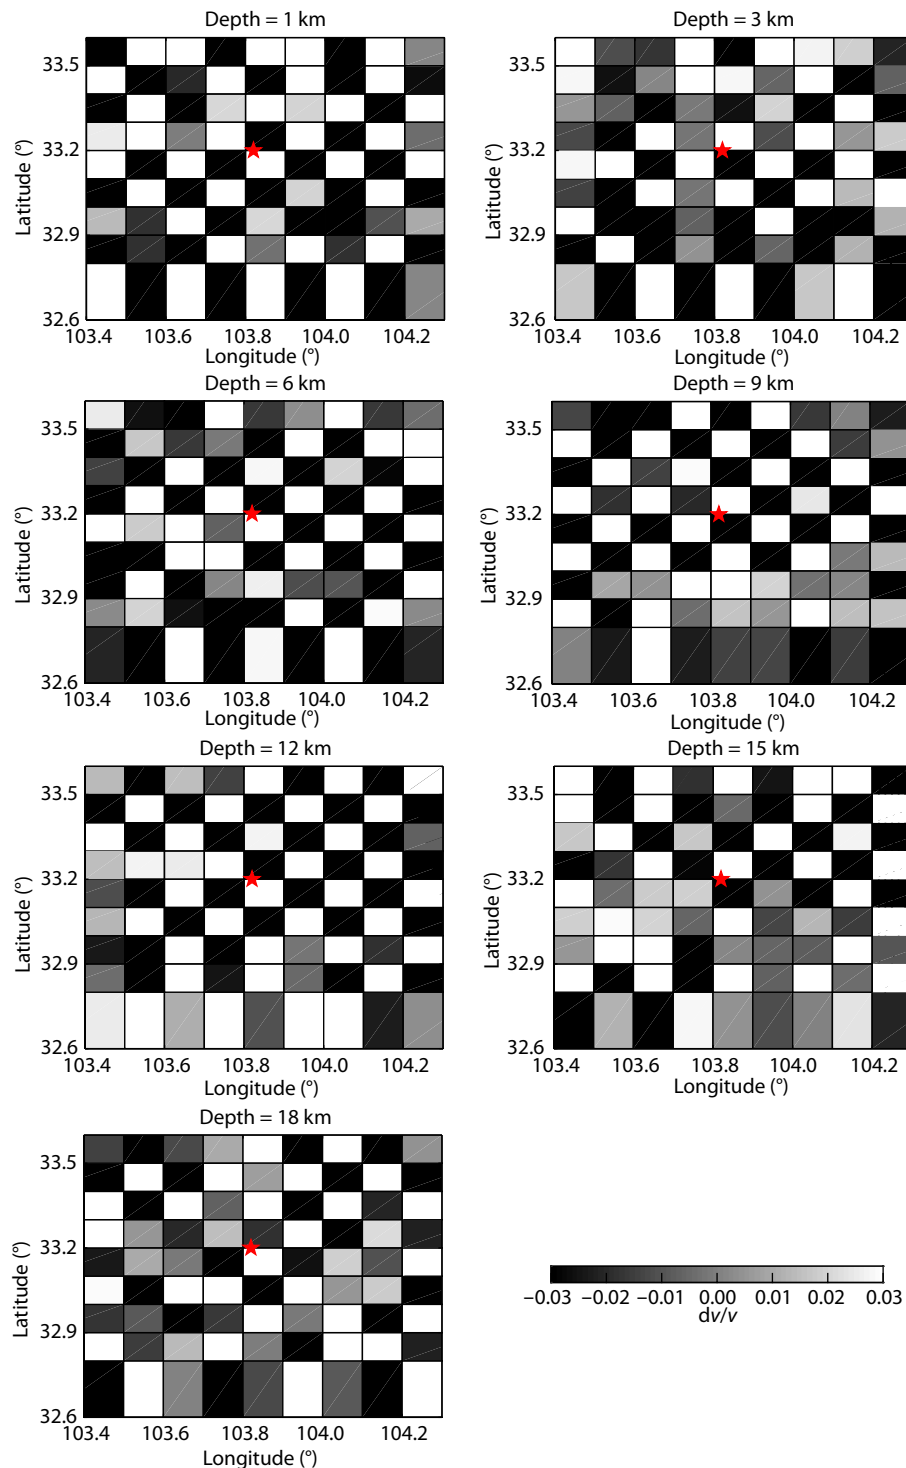 Depth = 1 km
33.5
33.2
32.9
32.6
Latitude (°)
103.4 103.6 103.8 104.0 104.2
Longitude (°)
Depth = 3 km
33.5
33.2
32.9
32.6
Latitude (°)
103.4 103.6 103.8 104.0 104.2
Longitude (°)
Depth = 6 km
33.5
33.2
32.9
32.6
Latitude (°)
103.4 103.6 103.8 104.0 104.2
Longitude (°)
Depth = 9 km
33.5
33.2
32.9
32.6
Latitude (°)
103.4 103.6 103.8 104.0 104.2
Longitude (°)
Depth = 12 km
33.5
33.2
32.9
32.6
Latitude (°)
103.4 103.6 103.8 104.0 104.2
Longitude (°)
Depth = 15 km
33.5
33.2
32.9
32.6
Latitude (°)
103.4 103.6 103.8 104.0 104.2
Longitude (°)
Depth = 18 km
33.5
33.2
32.9
32.6
Latitude (°)
103.4 103.6 103.8 104.0 104.2
Longitude (°)
−0.03 −0.02 −0.01 0.00 0.01 0.02 0.03
dv/v